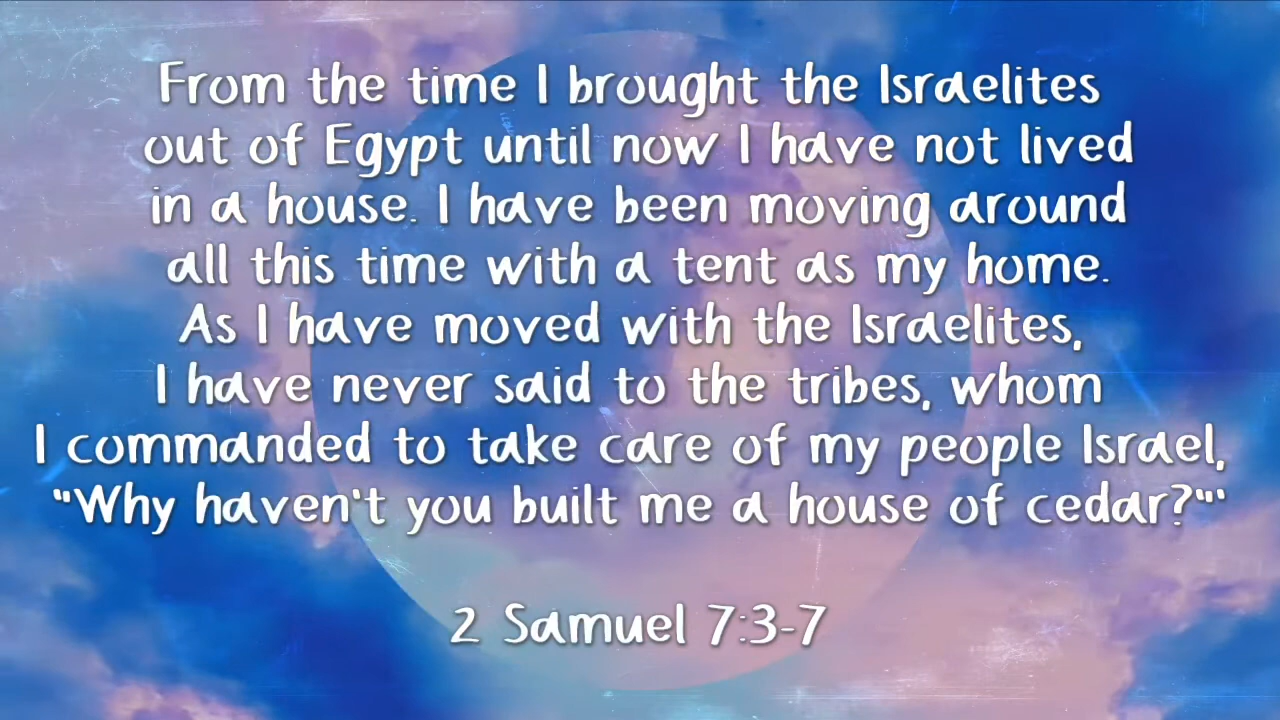 From the time I brought the Israelites
out of Egypt until now I have not lived
in a house. I have been moving around
all this time with a tent as my home.
As I have moved with the Israelites,
I have never said to the tribes, whom
I commanded to take care of my people Israel,
"Why haven't you built me a house of cedar?"'
2 Samuel 7:3-7